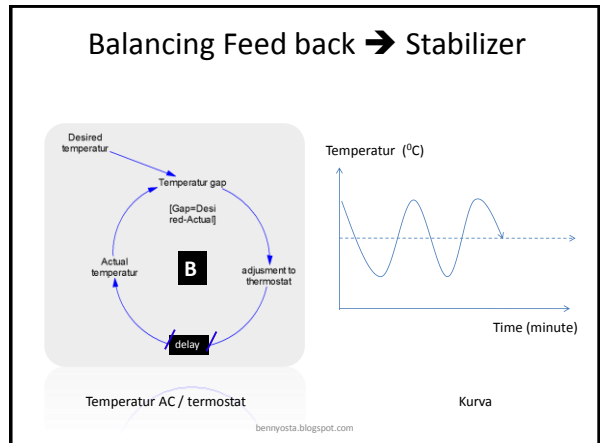 Balancing Feed back ➔ Stabilizer
Desired
temperatur
Temperatur gap
[Gap=Desi
red-Actual]
Actual
temperatur
B
adjusment to
thermostat
delay
Temperatur AC / termostat
Temperatur (⁰C)
Time (minute)
Kurva
bennyosta.blogspot.com